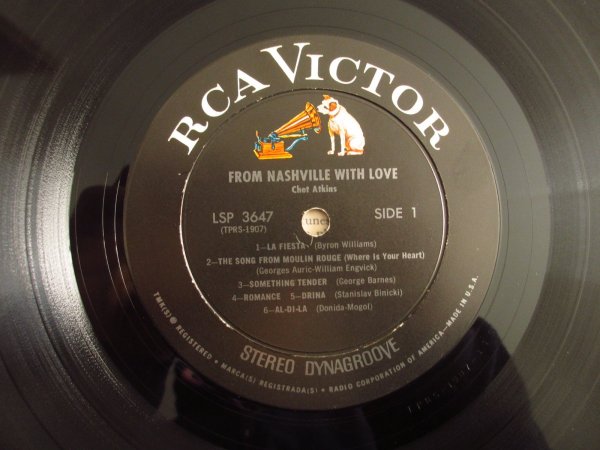 RCA VICTOR
FROM NASHVILLE WITH LOVE
Chet Atkins
LSP 3647
(TPRS-1907)
SIDE 1
1—LA FIESTA (Byron Williams)
2—THE SONG FROM MOULIN ROUGE (Where is Your Heart)
(Georges Auric-William Engvick)
3—SOMETHING TENDER (George Barnes)
4—ROMANCE 5—DRINA (Stanislav Binicki)
6—AL-DI-LA (Donida-Mogol)
STEREO DYNAGROOVE
TMK(S) ® REGISTERED • MARCA(S) REGISTRADA(S) • RADIO CORPORATION OF AMERICA—MADE IN U.S.A.